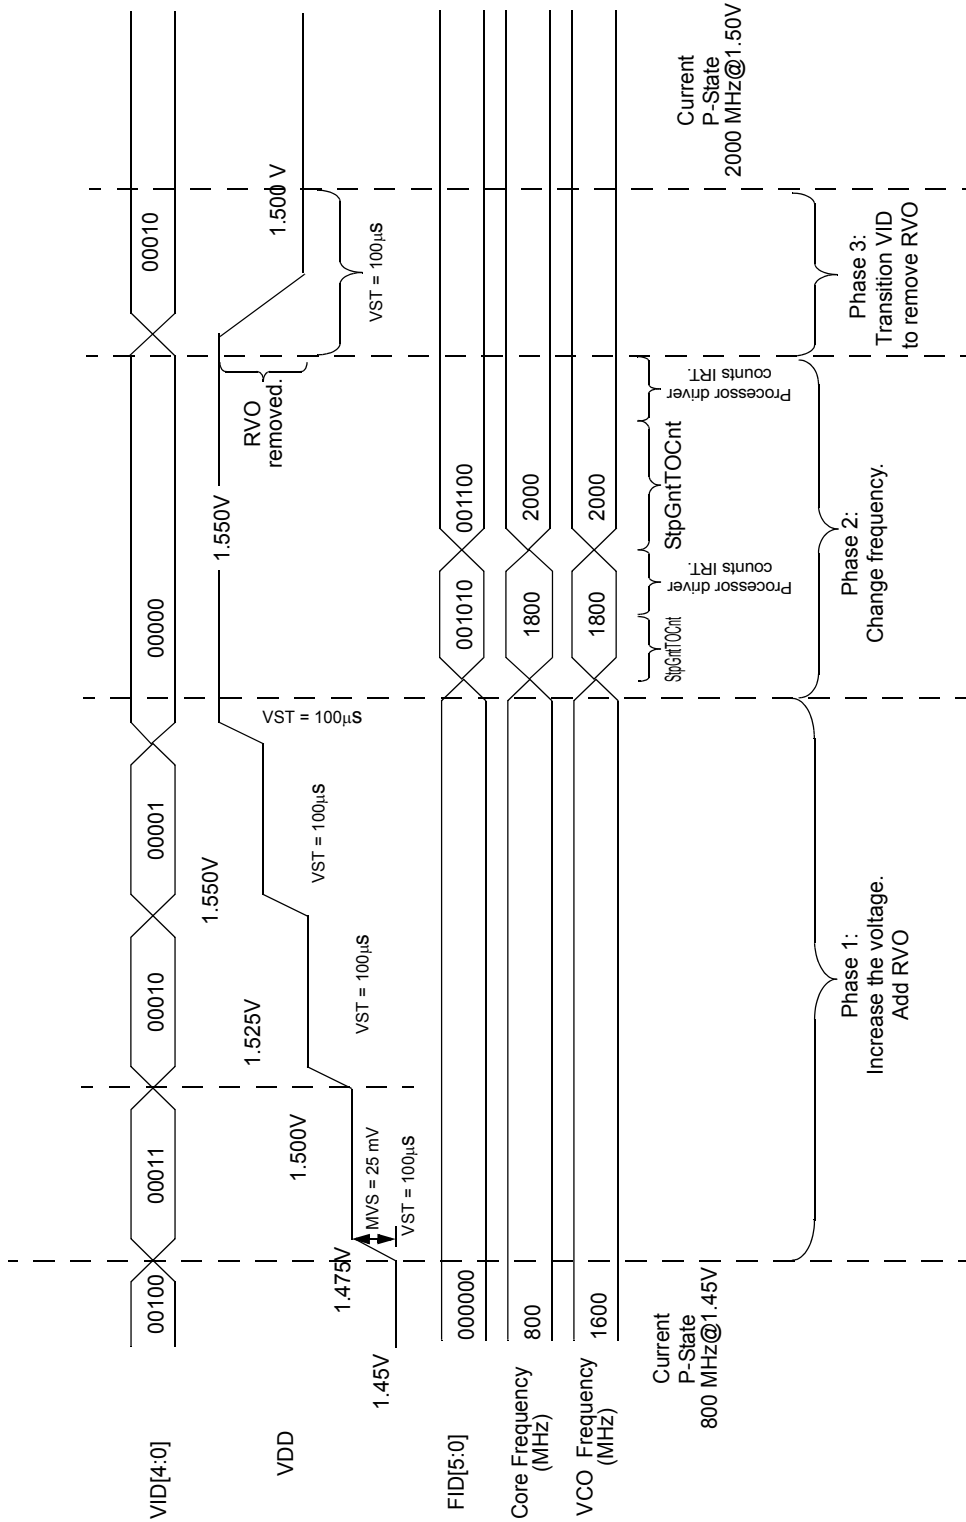 VID[4:0]
00100
00011
00010
00001
00000
00010
VDD
1.45V
1.475V
1.500V
1.525V
1.550V
1.550V
1.500 V
MVS = 25 mV
VST = 100μs
VST = 100μs
VST = 100μs
VST = 100μs
RVO
removed.
VST = 100μs
FID[5:0]
000000
001010
001100
Core Frequency
(MHz)
800
1800
2000
VCO Frequency
(MHz)
1600
1800
2000
StpGntTOCnt
Processor driver
counts IRT.
StpGntTOCnt
Processor driver
counts IRT.
Current
P-State
800 MHz@1.45V
Current
P-State
2000 MHz@1.50V
Phase 1:
Increase the voltage.
Add RVO
Phase 2:
Change frequency.
Phase 3:
Transition VID
to remove RVO